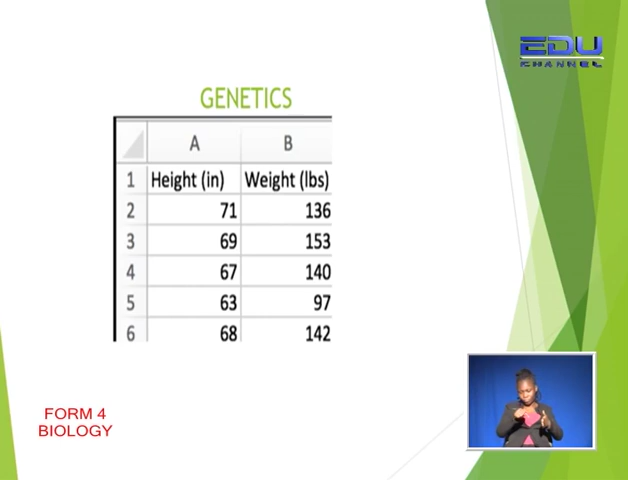 EDU
CHANNEL
GENETICS
A B
1 Height (in) Weight (lbs)
2 71 136
3 69 153
4 67 140
5 63 97
6 68 142
FORM 4
BIOLOGY